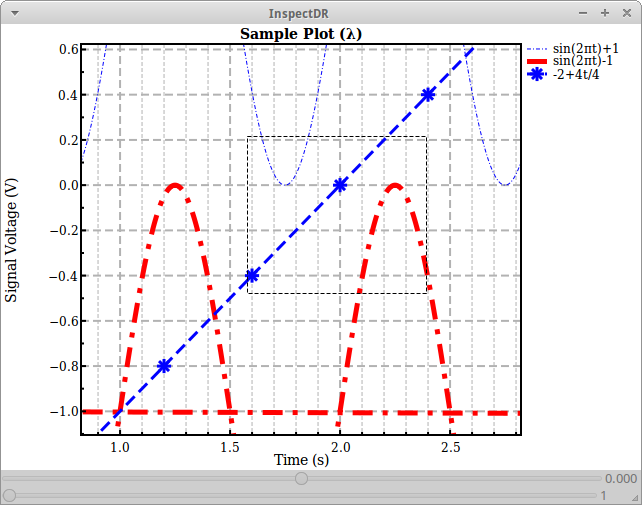 InspectDR
Sample Plot (λ)
0.6
0.4
0.2
0.0
−0.2
−0.4
−0.6
−0.8
−1.0
Signal Voltage (V)
1.0 1.5 2.0 2.5
Time (s)
sin(2πt)+1
sin(2πt)-1
-2+4t/4
0.000
1